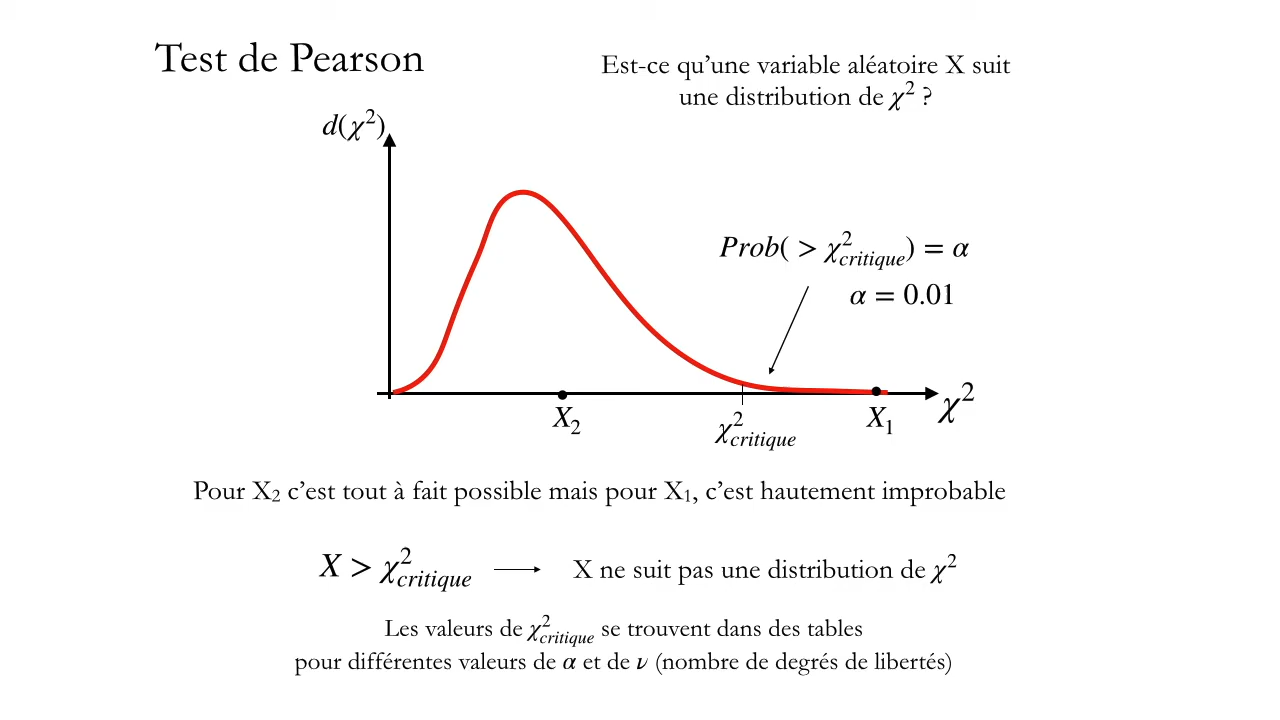 Test de Pearson
Est-ce qu'une variable aléatoire X suit
une distribution de χ² ?
d(χ²)
Prob( > χ²critique) = α
α = 0.01
X₂
χ²critique
X₁
χ²
Pour X₂ c'est tout à fait possible mais pour X₁, c'est hautement improbable
X > χ²critique
X ne suit pas une distribution de χ²
Les valeurs de χ²critique se trouvent dans des tables
pour différentes valeurs de α et de ν (nombre de degrés de libertés)